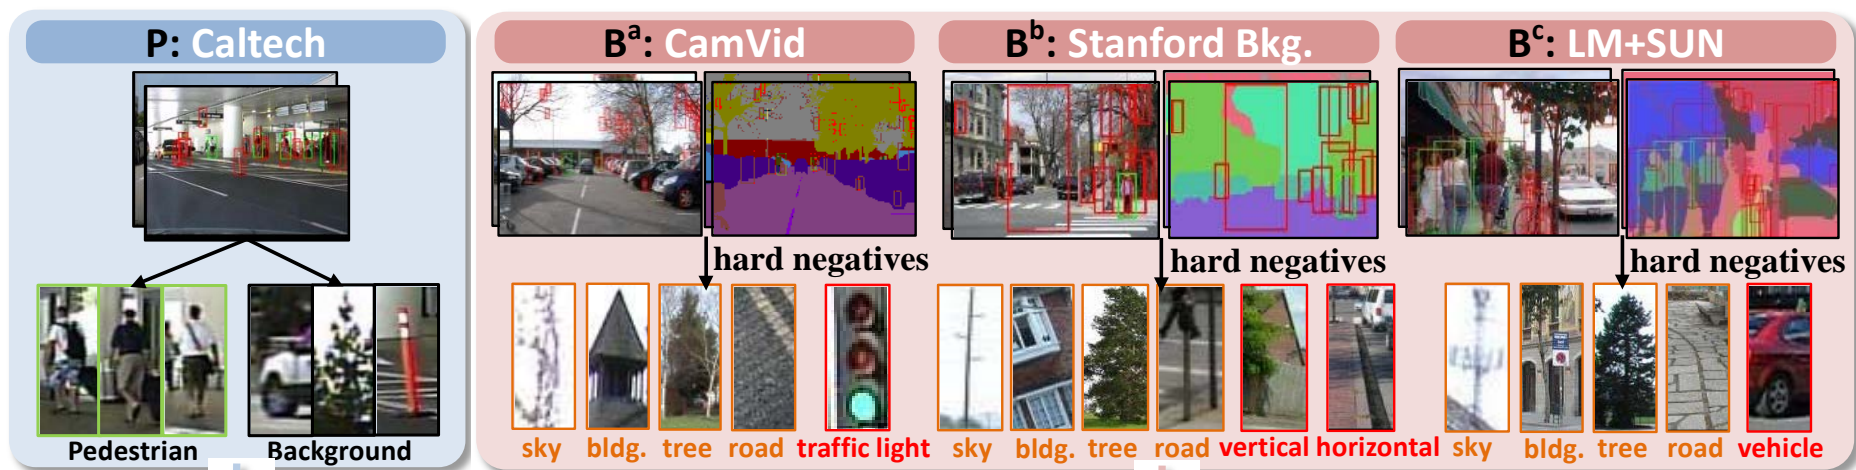 P: Caltech
Pedestrian Background
Bᵃ: CamVid
hard negatives
sky bldg. tree road traffic light
Bᵇ: Stanford Bkg.
hard negatives
sky bldg. tree road vertical horizontal
Bᶜ: LM+SUN
hard negatives
sky bldg. tree road vehicle